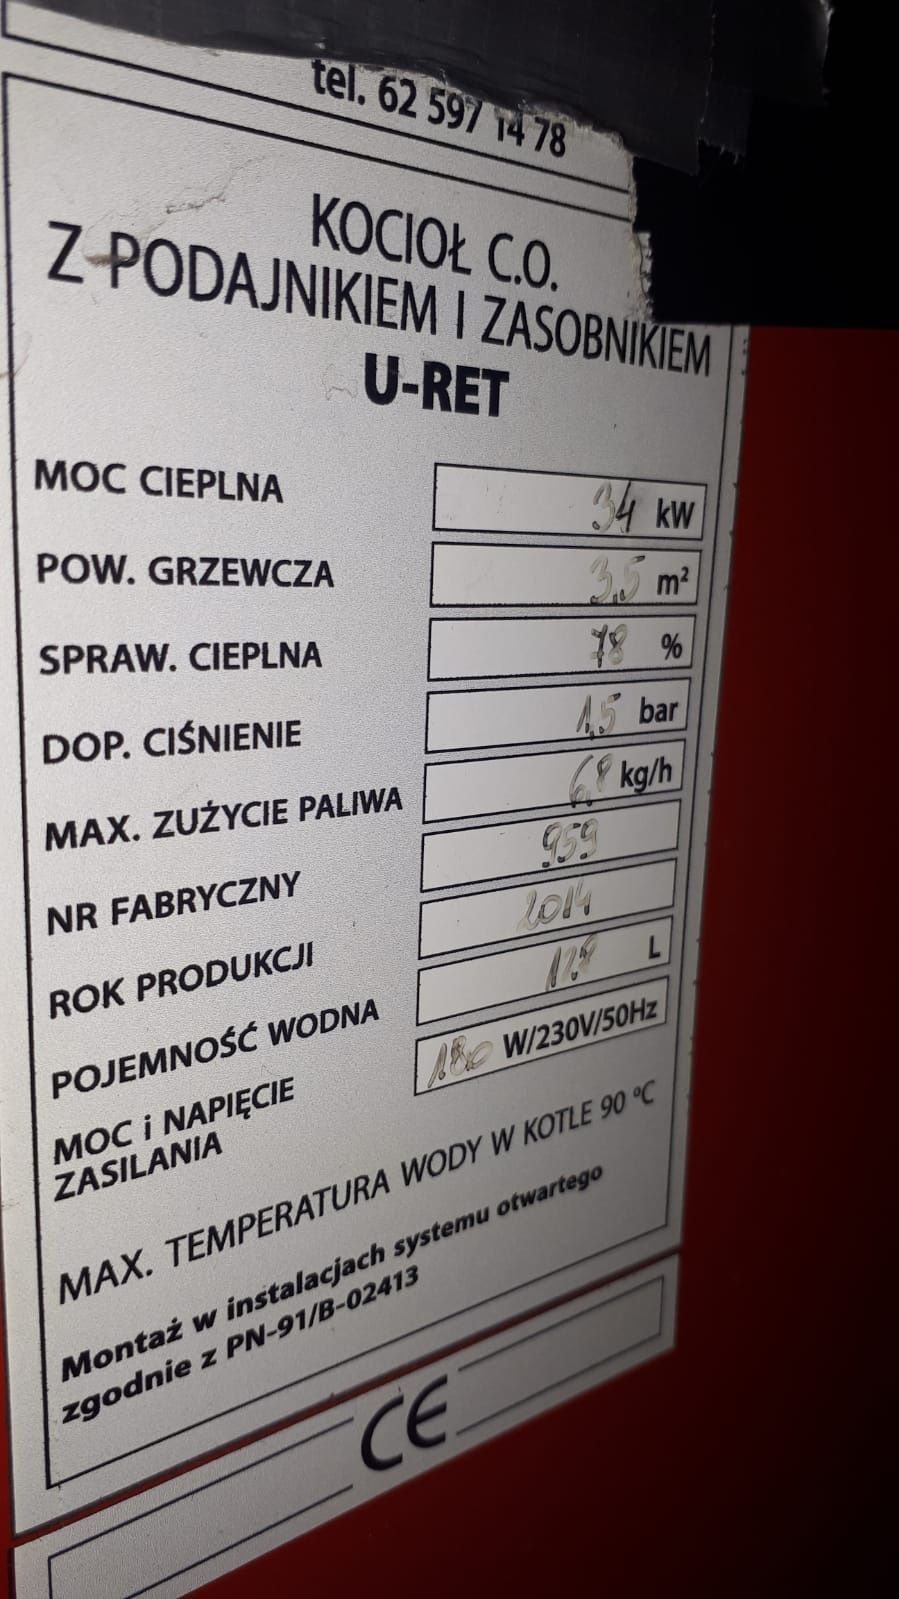 tel. 62 597 14 78
KOCIOŁ C.O.
Z PODAJNIKIEM I ZASOBNIKIEM
U-RET
MOC CIEPLNA 34 kW
POW. GRZEWCZA 3,5 m²
SPRAW. CIEPLNA 78 %
DOP. CIŚNIENIE 1,5 bar
MAX. ZUŻYCIE PALIWA 6,8 kg/h
NR FABRYCZNY 959
ROK PRODUKCJI 2014
POJEMNOŚĆ WODNA L
MOC i NAPIĘCIE
ZASILANIA 180 W/230V/50Hz
MAX. TEMPERATURA WODY W KOTLE 90 °C
Montaż w instalacjach systemu otwartego
zgodnie z PN-91/B-02413
CE